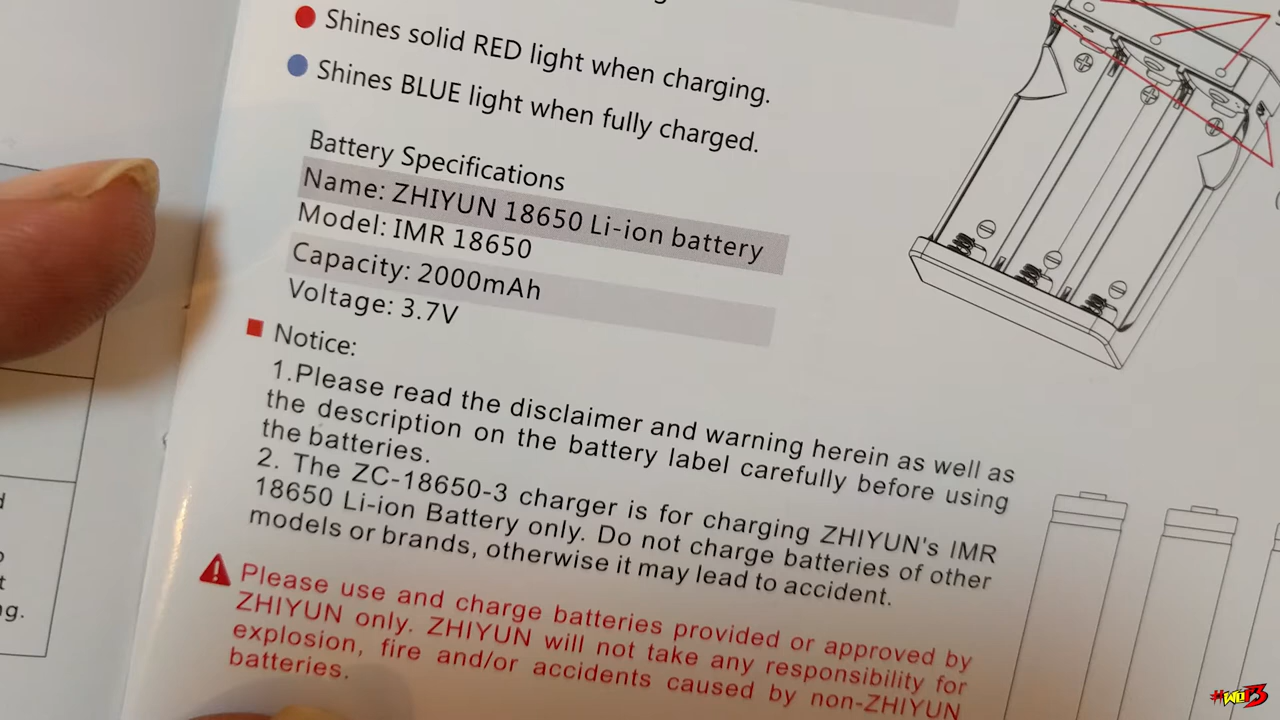 Shines solid RED light when charging.
Shines BLUE light when fully charged.
Battery Specifications
Name: ZHIYUN 18650 Li-ion battery
Model: IMR 18650
Capacity: 2000mAh
Voltage: 3.7V
Notice:
1.Please read the disclaimer and warning herein as well as
the description on the battery label carefully before using
the batteries.
2. The ZC-18650-3 charger is for charging ZHIYUN's IMR
18650 Li-ion Battery only. Do not charge batteries of other
models or brands, otherwise it may lead to accident.
Please use and charge batteries provided or approved by
ZHIYUN only. ZHIYUN will not take any responsibility for
explosion, fire and/or accidents caused by non-ZHIYUN
batteries.